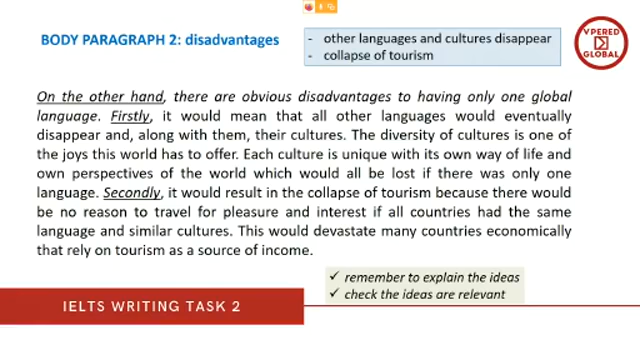 BODY PARAGRAPH 2: disadvantages
- other languages and cultures disappear
- collapse of tourism
VPERED
GLOBAL
On the other hand, there are obvious disadvantages to having only one global
language. Firstly, it would mean that all other languages would eventually
disappear and, along with them, their cultures. The diversity of cultures is one of
the joys this world has to offer. Each culture is unique with its own way of life and
own perspectives of the world which would all be lost if there was only one
language. Secondly, it would result in the collapse of tourism because there would
be no reason to travel for pleasure and interest if all countries had the same
language and similar cultures. This would devastate many countries economically
that rely on tourism as a source of income.
✓ remember to explain the ideas
✓ check the ideas are relevant
IELTS WRITING TASK 2